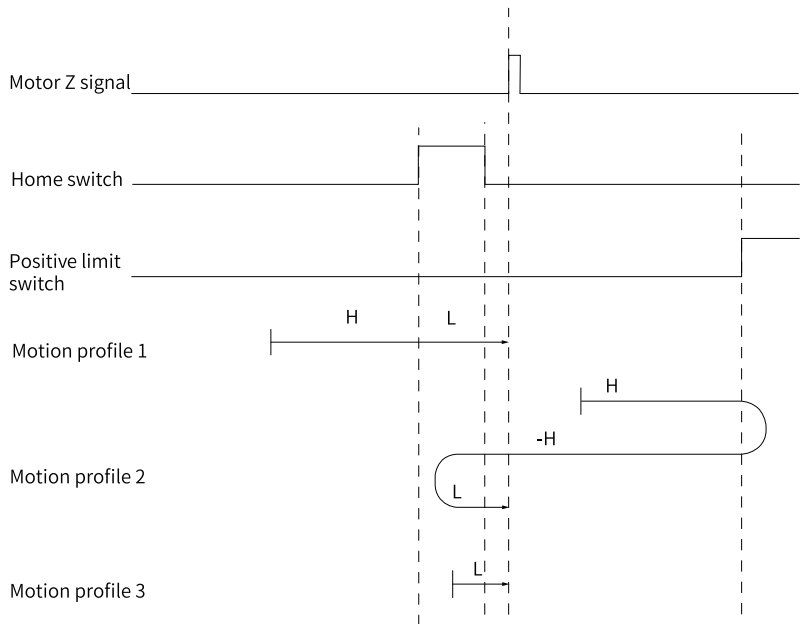 Motor Z signal
Home switch
Positive limit
switch
H
L
Motion profile 1
H
-H
Motion profile 2
L
L
Motion profile 3